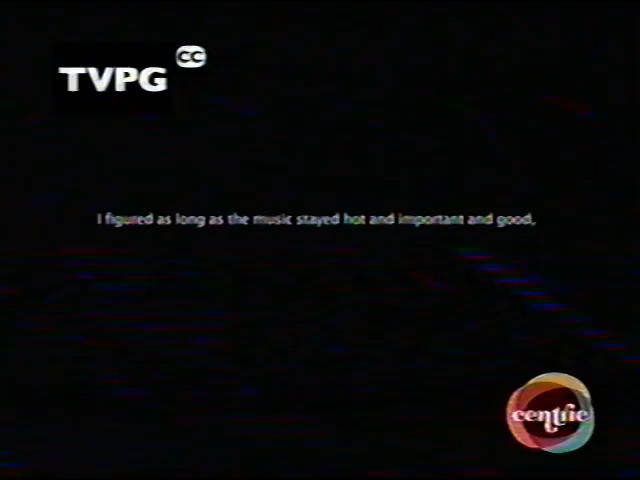 TVPG
CC
I figured as long as the music stayed hot and important and good,
centric